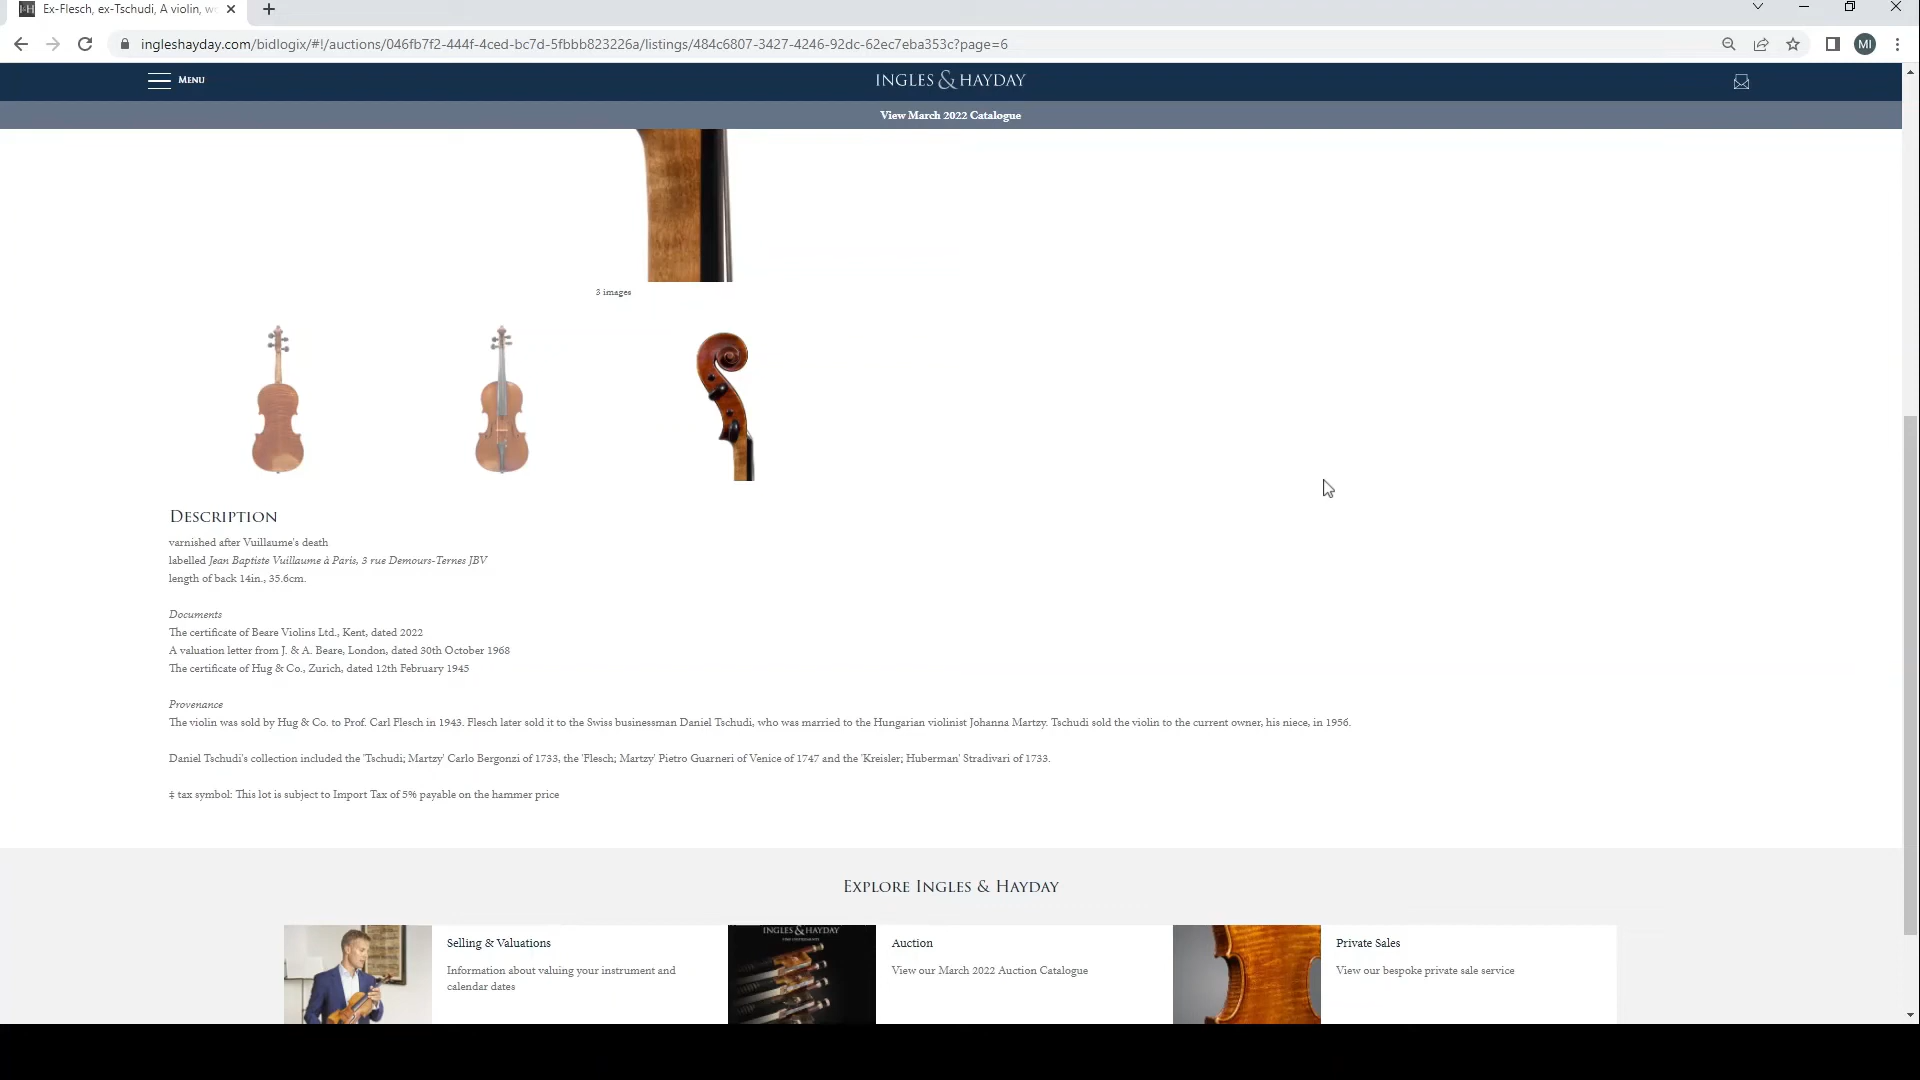 Ex-Flesch, ex-Tschudi, A violin, wo
ingleshayday.com/bidlogix/#!/auctions/046fb7f2-444f-4ced-bc7d-5fbbb823226a/listings/484c6807-3427-4246-92dc-62ec7eba353c?page=6
MI
MENU
INGLES & HAYDAY
View March 2022 Catalogue
3 images
DESCRIPTION
varnished after Vuillaume's death
labelled Jean Baptiste Vuillaume à Paris, 3 rue Demours-Ternes JBV
length of back 14in., 35.6cm.
Documents
The certificate of Beare Violins Ltd., Kent, dated 2022
A valuation letter from J. & A. Beare, London, dated 30th October 1968
The certificate of Hug & Co., Zurich, dated 12th February 1945
Provenance
The violin was sold by Hug & Co. to Prof. Carl Flesch in 1943. Flesch later sold it to the Swiss businessman Daniel Tschudi, who was married to the Hungarian violinist Johanna Martzy. Tschudi sold the violin to the current owner, his niece, in 1956.
Daniel Tschudi's collection included the 'Tschudi; Martzy' Carlo Bergonzi of 1733, the 'Flesch; Martzy' Pietro Guarneri of Venice of 1747 and the 'Kreisler; Huberman' Stradivari of 1733.
‡ tax symbol: This lot is subject to Import Tax of 5% payable on the hammer price
EXPLORE INGLES & HAYDAY
Selling & Valuations
Information about valuing your instrument and
calendar dates
INGLES & HAYDAY
Auction
View our March 2022 Auction Catalogue
Private Sales
View our bespoke private sale service